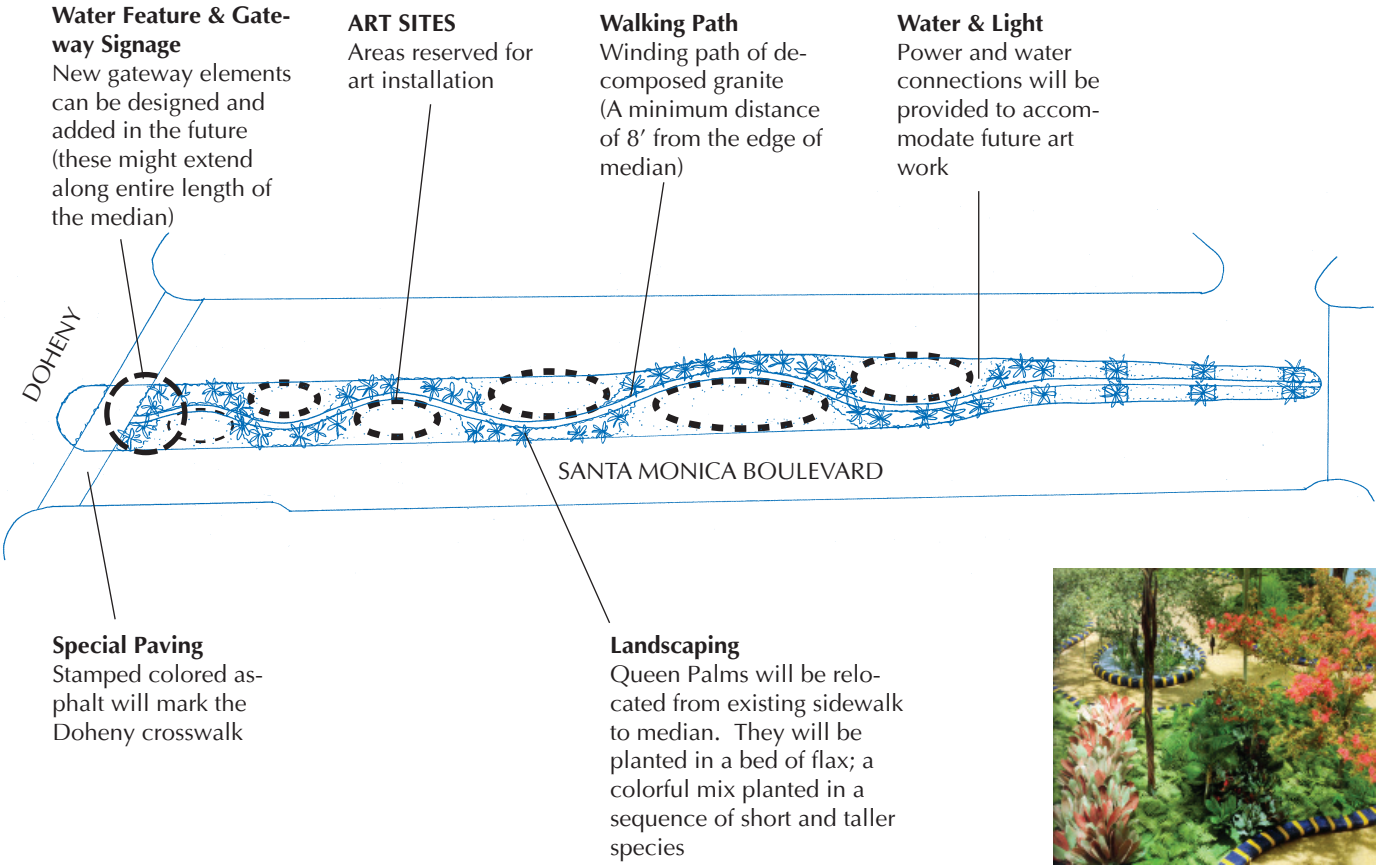 Water Feature & Gate-
way Signage
New gateway elements
can be designed and
added in the future
(these might extend
along entire length of
the median)
ART SITES
Areas reserved for
art installation
Walking Path
Winding path of de-
composed granite
(A minimum distance
of 8’ from the edge of
median)
Water & Light
Power and water
connections will be
provided to accom-
modate future art
work
DOHENY
SANTA MONICA BOULEVARD
Special Paving
Stamped colored as-
phalt will mark the
Doheny crosswalk
Landscaping
Queen Palms will be relo-
cated from existing sidewalk
to median.  They will be
planted in a bed of flax; a
colorful mix planted in a
sequence of short and taller
species